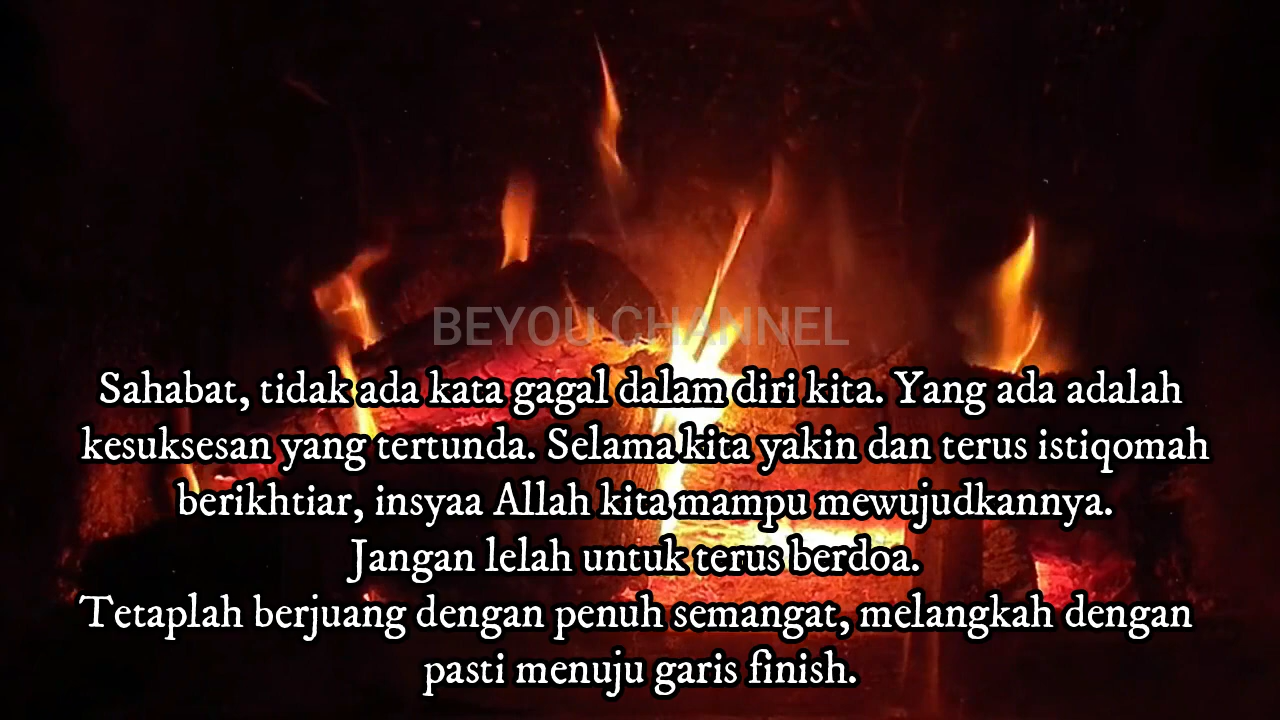 BEYOU CHANNEL
Sahabat, tidak ada kata gagal dalam diri kita. Yang ada adalah
kesuksesan yang tertunda. Selama kita yakin dan terus istiqomah
berikhtiar, insyaa Allah kita mampu mewujudkannya.
Jangan lelah untuk terus berdoa.
Tetaplah berjuang dengan penuh semangat, melangkah dengan
pasti menuju garis finish.